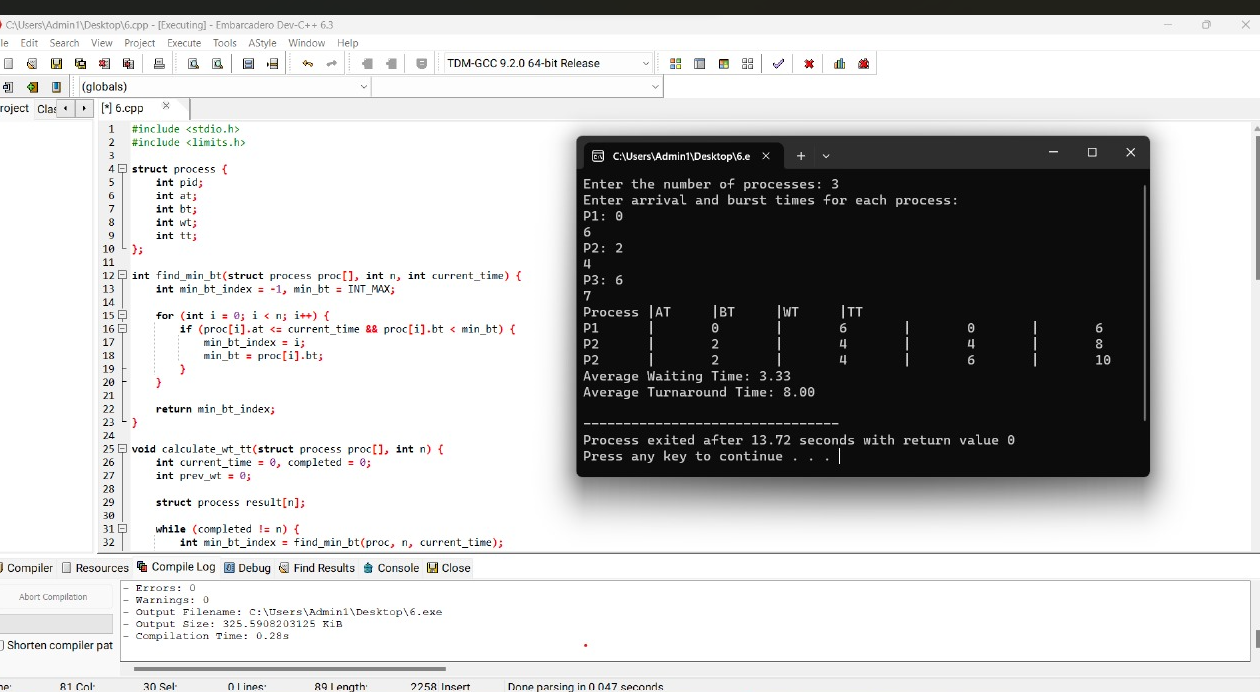 C:\Users\Admin1\Desktop\6.cpp - [Executing] - Embarcadero Dev-C++ 6.3
le Edit Search View Project Execute Tools AStyle Window Help
TDM-GCC 9.2.0 64-bit Release
(globals)
roject Clas [*] 6.cpp
1 #include <stdio.h>
2 #include <limits.h>
3
4 struct process {
5 int pid;
6 int at;
7 int bt;
8 int wt;
9 int tt;
10 };
11
12 int find_min_bt(struct process proc[], int n, int current_time) {
13 int min_bt_index = -1, min_bt = INT_MAX;
14
15 for (int i = 0; i < n; i++) {
16 if (proc[i].at <= current_time && proc[i].bt < min_bt) {
17 min_bt_index = i;
18 min_bt = proc[i].bt;
19 }
20 }
21
22 return min_bt_index;
23 }
24
25 void calculate_wt_tt(struct process proc[], int n) {
26 int current_time = 0, completed = 0;
27 int prev_wt = 0;
28
29 struct process result[n];
30
31 while (completed != n) {
32 int min_bt_index = find_min_bt(proc, n, current_time);
C:\Users\Admin1\Desktop\6.e
Enter the number of processes: 3
Enter arrival and burst times for each process:
P1: 0
6
P2: 2
4
P3: 6
7
Process |AT |BT |WT |TT
P1 | 0 | 6 | 0 | 6
P2 | 2 | 4 | 4 | 8
P2 | 2 | 4 | 6 | 10
Average Waiting Time: 3.33
Average Turnaround Time: 8.00
--------------------------------
Process exited after 13.72 seconds with return value 0
Press any key to continue . . .
Compiler Resources Compile Log Debug Find Results Console Close
Abort Compilation
Shorten compiler pat
- Errors: 0
- Warnings: 0
- Output Filename: C:\Users\Admin1\Desktop\6.exe
- Output Size: 325.5908203125 KiB
- Compilation Time: 0.28s
ne: 81 Col: 30 Sel: 0 Lines: 89 Length: 2258 Insert Done parsing in 0.047 seconds